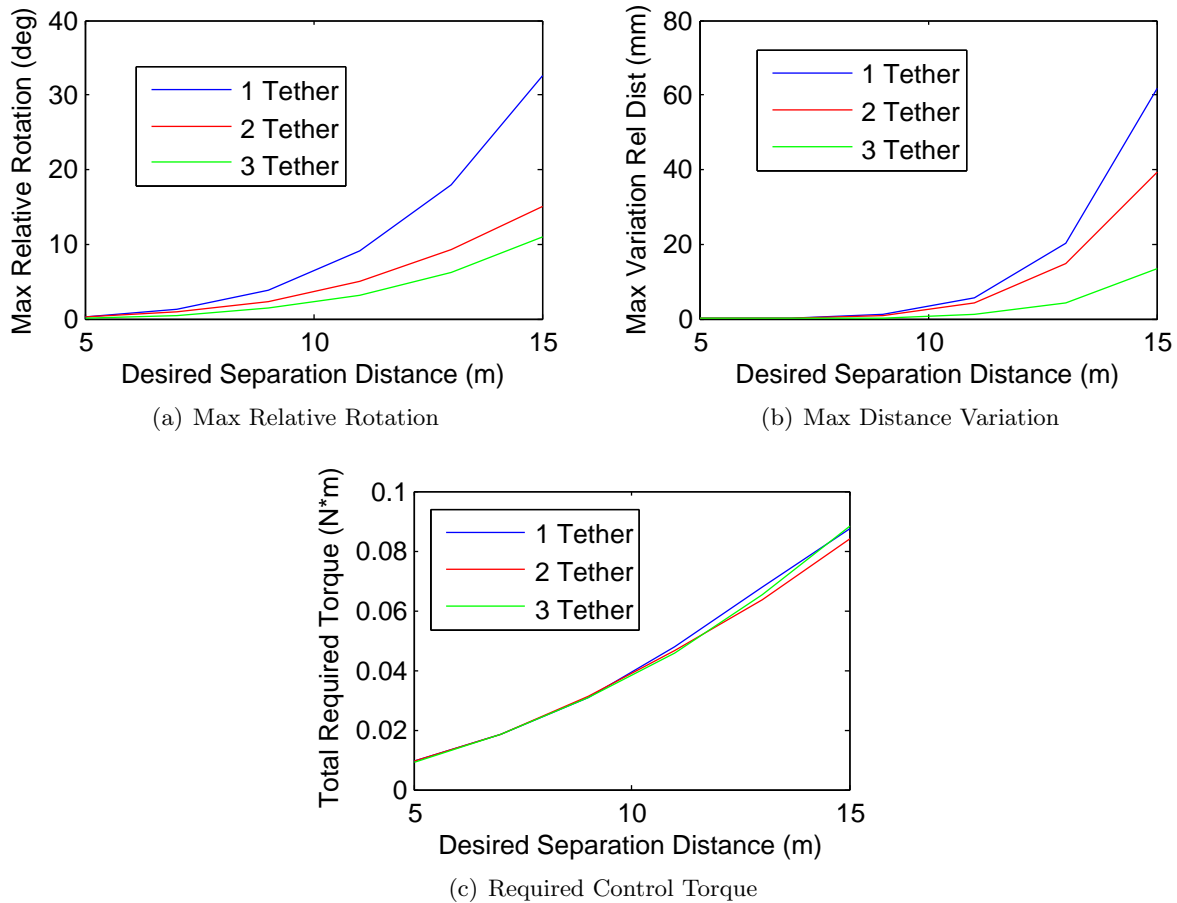 Max Relative Rotation (deg)
40
30
20
10
0
1 Tether
2 Tether
3 Tether
5
10
15
Desired Separation Distance (m)
(a) Max Relative Rotation
Max Variation Rel Dist (mm)
80
60
40
20
0
1 Tether
2 Tether
3 Tether
5
10
15
Desired Separation Distance (m)
(b) Max Distance Variation
Total Required Torque (N*m)
0.1
0.08
0.06
0.04
0.02
0
1 Tether
2 Tether
3 Tether
5
10
15
Desired Separation Distance (m)
(c) Required Control Torque